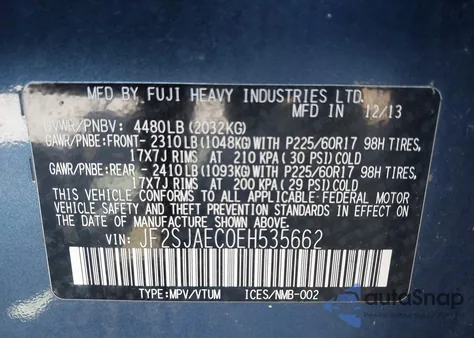 MFD BY FUJI HEAVY INDUSTRIES LTD.
MFD IN 12/13
GVWR/PNBV: 4480LB (2032KG)
GAWR/PNBE:FRONT- 2310LB(1048KG)WITH P225/60R17 98H TIRES,
17X7J RIMS AT 210 KPA( 30 PSI)COLD
GAWR/PNBE:REAR - 2410LB(1093KG)WITH P225/60R17 98H TIRES,
17X7J RIMS AT 200 KPA (29 PSI)COLD
THIS VEHICLE CONFORMS TO ALL APPLICABLE FEDERAL MOTOR
VEHICLE SAFETY AND BUMPER STANDARDS IN EFFECT ON THE DATE
OF MANUFACTURE SHOWN ABOVE.
VIN: JF2SJAEC0EH535662
TYPE:MPV/VTUM ICES/NMB-002
autoSnap